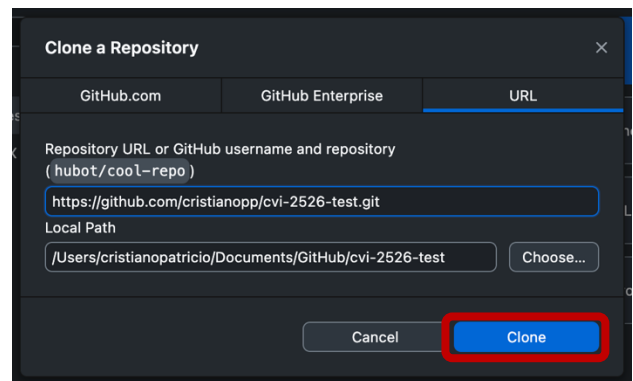 Clone a Repository
GitHub.com
GitHub Enterprise
URL
Repository URL or GitHub username and repository
(hubot/cool-repo)
https://github.com/cristianopp/cvi-2526-test.git
Local Path
/Users/cristianopatricio/Documents/GitHub/cvi-2526-test
Choose...
Cancel
Clone